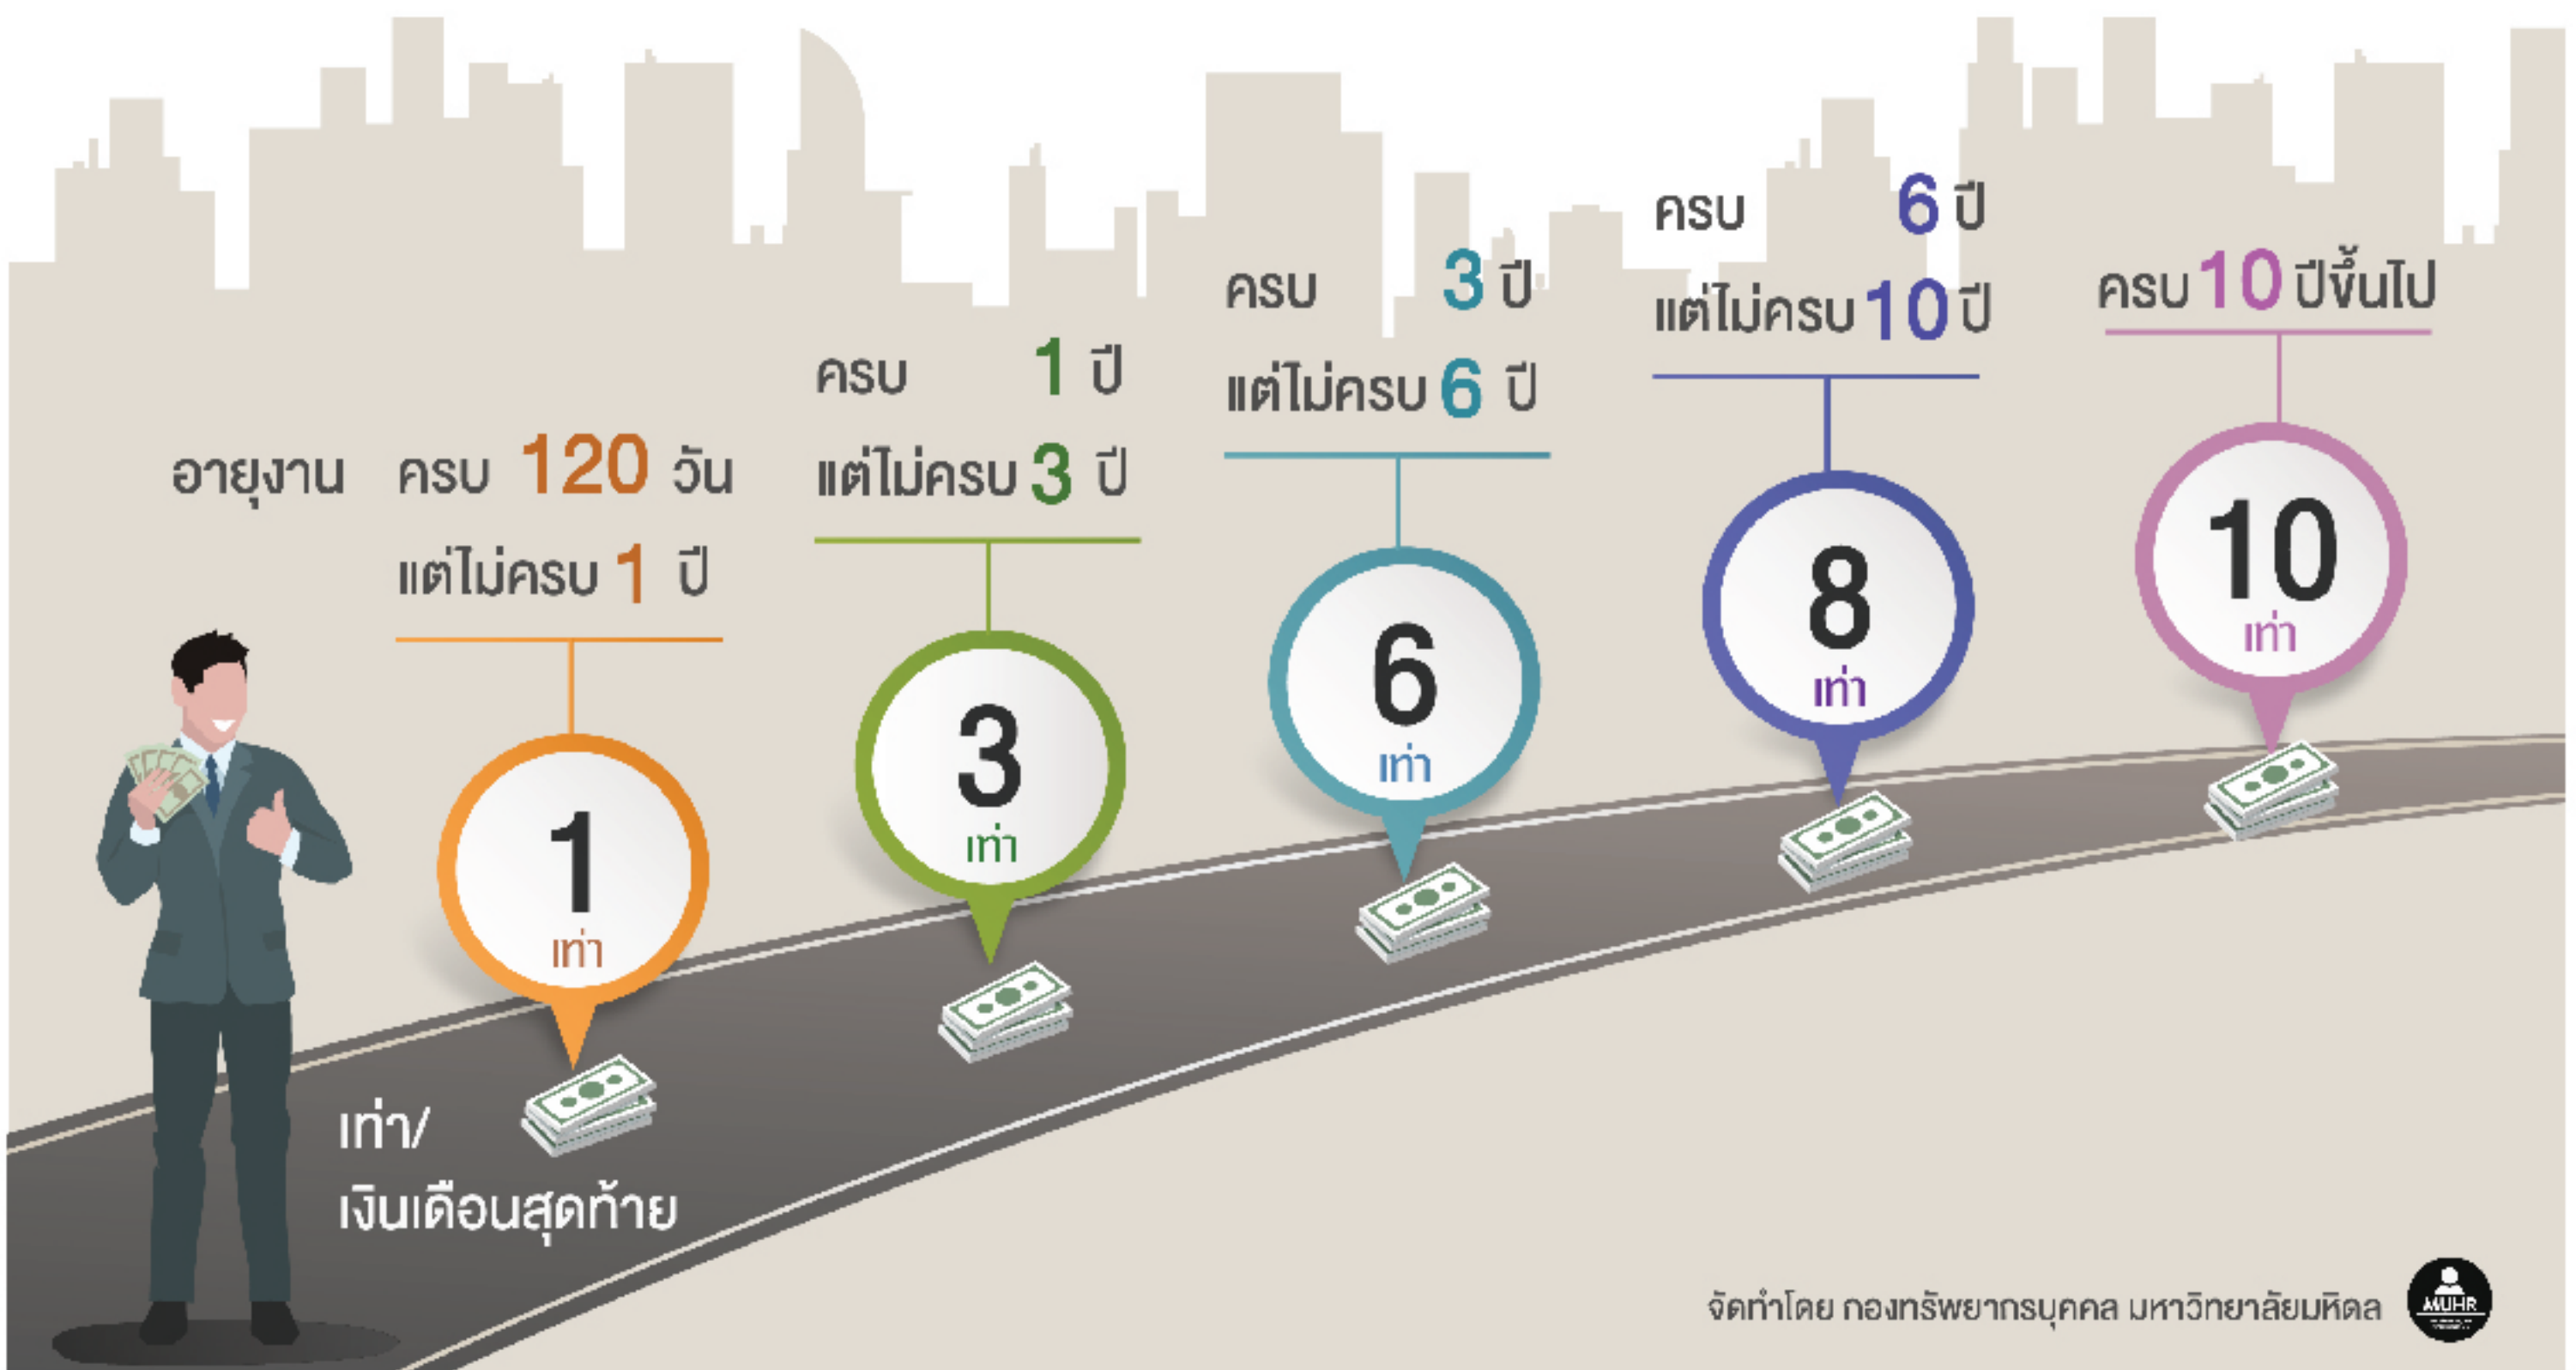 อายุงาน ครบ 120 วัน
แต่ไม่ครบ 1 ปี
1
เท่า
ครบ 1 ปี
แต่ไม่ครบ 3 ปี
3
เท่า
ครบ 3 ปี
แต่ไม่ครบ 6 ปี
6
เท่า
ครบ 6 ปี
แต่ไม่ครบ 10 ปี
8
เท่า
ครบ 10 ปีขึ้นไป
10
เท่า
เท่า/
เงินเดือนสุดท้าย
จัดทำโดย กองทรัพยากรบุคคล มหาวิทยาลัยมหิดล
MUHR